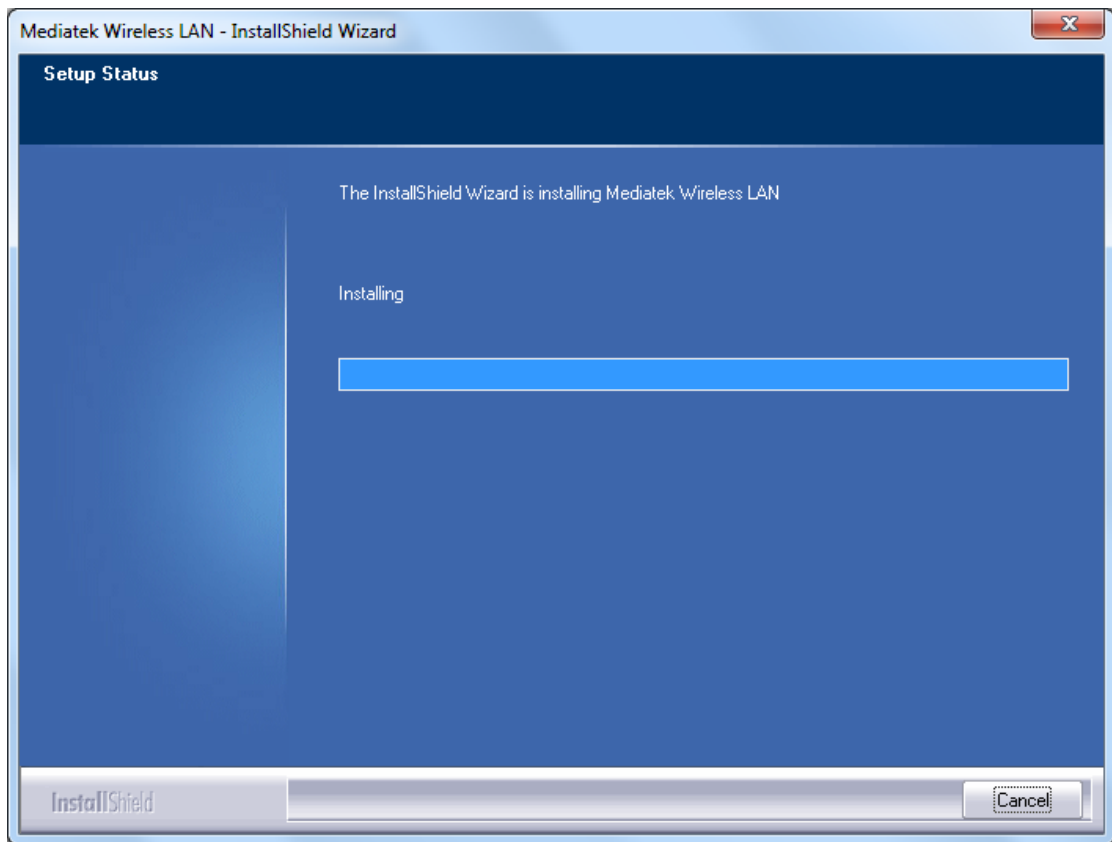 Mediatek Wireless LAN - InstallShield Wizard
Setup Status
The InstallShield Wizard is installing Mediatek Wireless LAN
Installing
InstallShield
Cancel